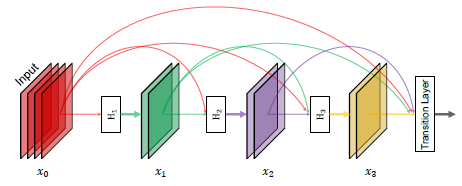 Input
H₁
H₂
H₃
Transition Layer
x₀
x₁
x₂
x₃